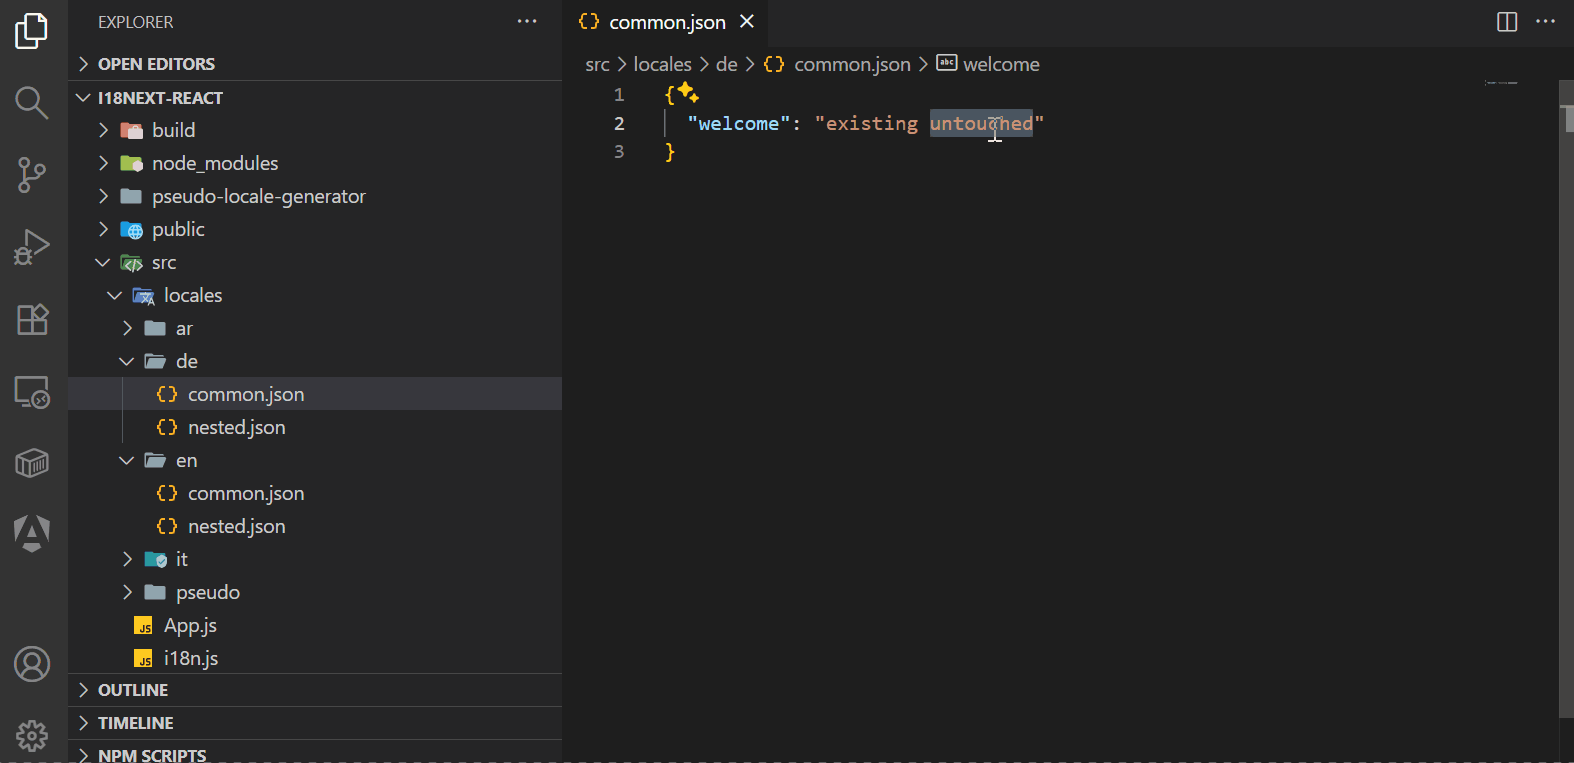 EXPLORER
OPEN EDITORS
I18NEXT-REACT
build
node_modules
pseudo-locale-generator
public
src
locales
ar
de
common.json
nested.json
en
common.json
nested.json
it
pseudo
App.js
i18n.js
OUTLINE
TIMELINE
NPM SCRIPTS
common.json
src > locales > de > {} common.json > abc welcome
1 {
2 "welcome": "existing untouched"
3 }